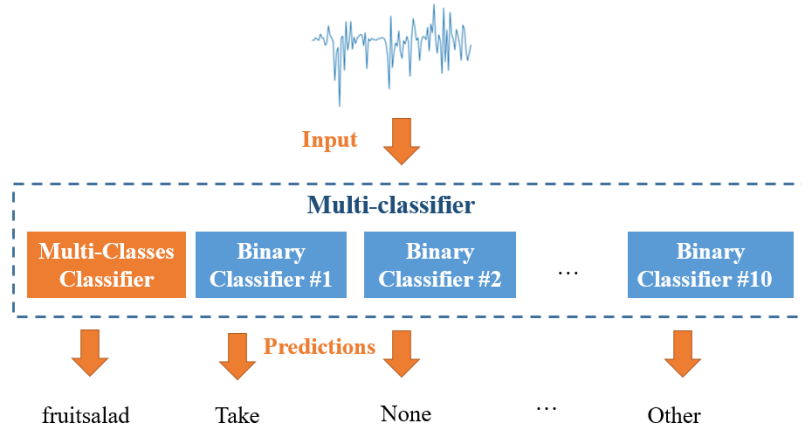 Input
Multi-classifier
Multi-Classes
Classifier
Binary
Classifier #1
Binary
Classifier #2
...
Binary
Classifier #10
Predictions
fruitsalad
Take
None
...
Other